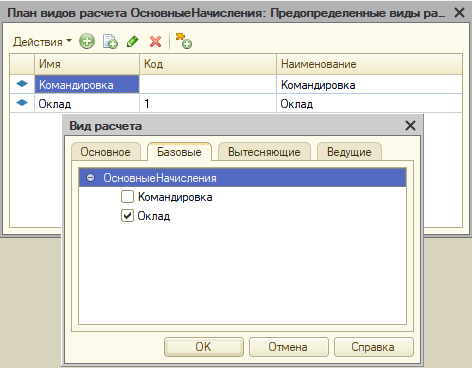 План видов расчета ОсновныеНачисления: Предопределенные виды ра...
Действия
Имя Код Наименование
Командировка Командировка
Оклад 1 Оклад
Вид расчета
Основное Базовые Вытесняющие Ведущие
ОсновныеНачисления
Командировка
Оклад
OK Отмена Справка